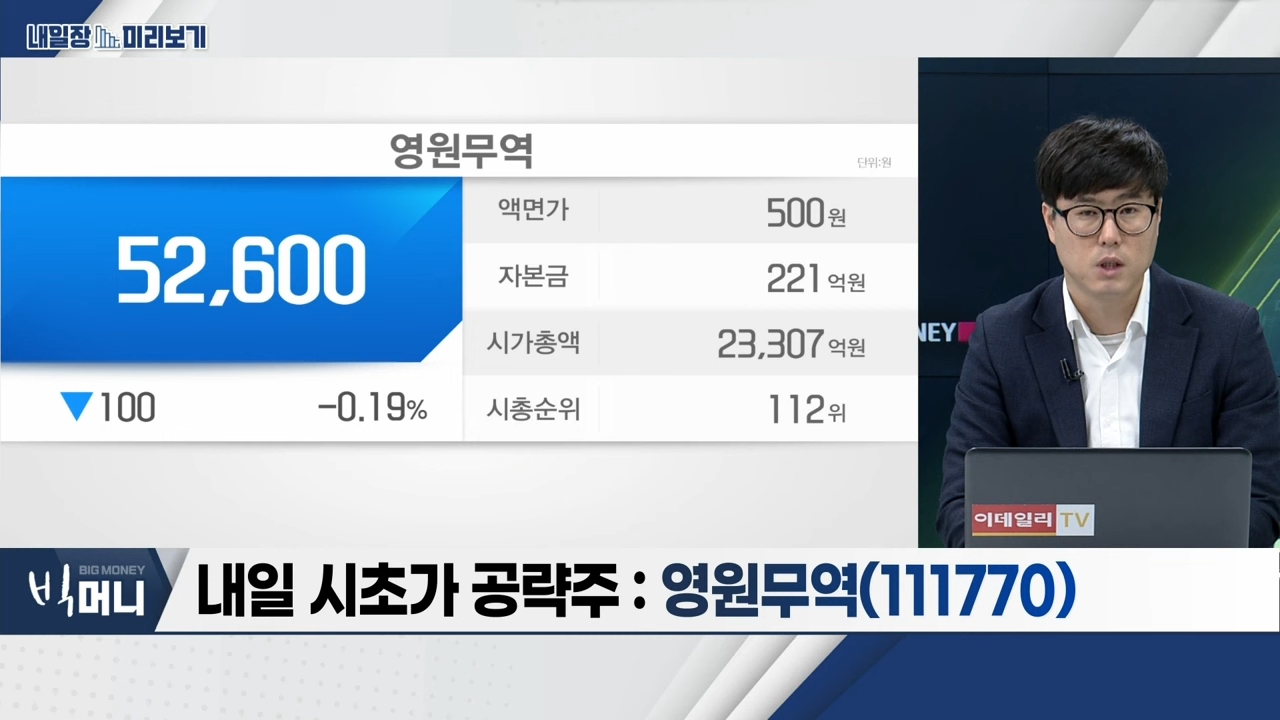 내일장 미리보기
영원무역
단위:원
52,600
▼100 -0.19%
액면가 500원
자본금 221억원
시가총액 23,307억원
시총순위 112위
NEY
이데일리TV
BIG MONEY
빅머니
내일 시초가 공략주 : 영원무역(111770)